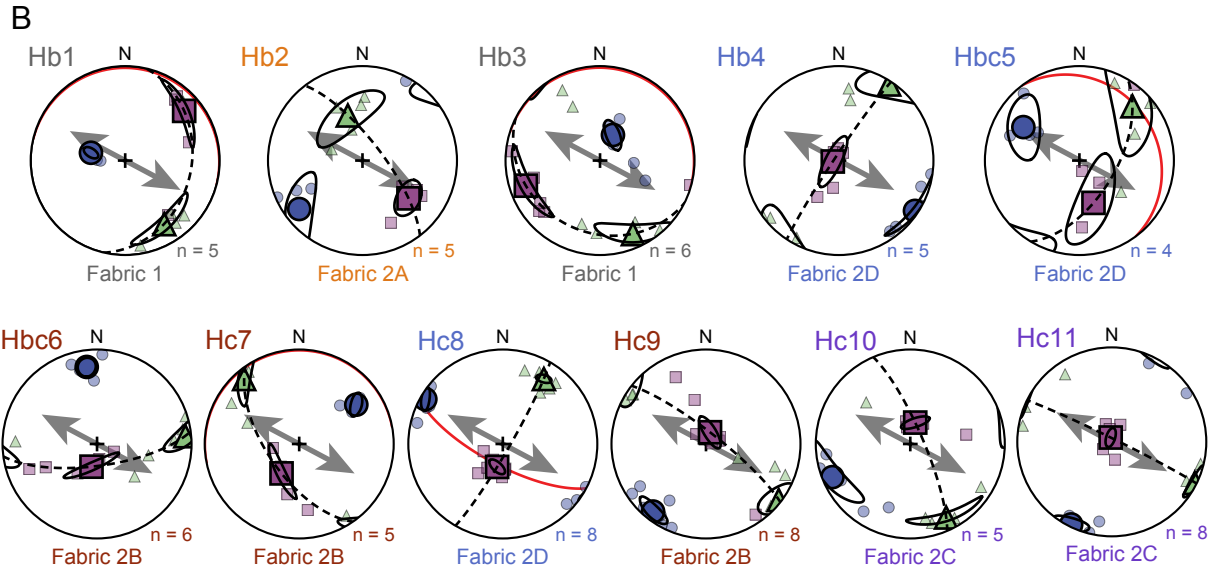 B
Hb1
N
n = 5
Fabric 1
Hb2
N
n = 5
Fabric 2A
Hb3
N
n = 6
Fabric 1
Hb4
N
n = 5
Fabric 2D
Hbc5
N
n = 4
Fabric 2D
Hbc6
N
n = 6
Fabric 2B
Hc7
N
n = 5
Fabric 2B
Hc8
N
n = 8
Fabric 2D
Hc9
N
n = 8
Fabric 2B
Hc10
N
n = 5
Fabric 2C
Hc11
N
n = 8
Fabric 2C